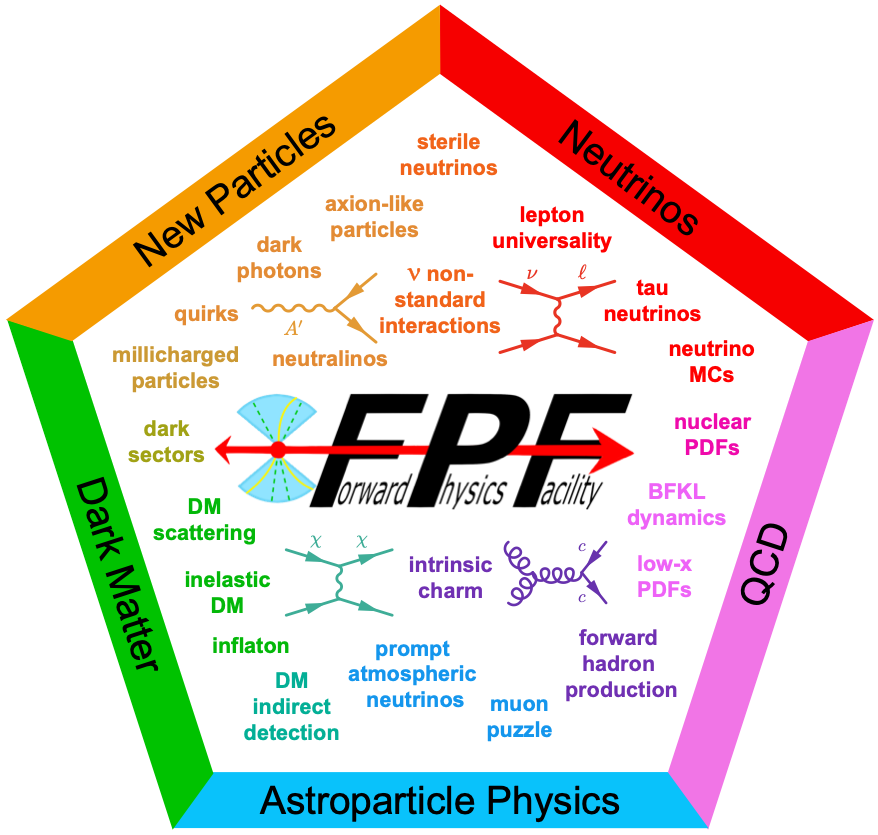 New Particles
Neutrinos
sterile
neutrinos
axion-like
particles
lepton
universality
dark
photons
ν non-
standard
interactions
ν
ℓ
tau
neutrinos
quirks
A′
neutralinos
millicharged
particles
neutrino
MCs
dark
sectors
Forward Physics Facility
nuclear
PDFs
Dark Matter
QCD
DM
scattering
BFKL
dynamics
χ
χ
inelastic
DM
intrinsic
charm
c
c
low-x
PDFs
inflaton
prompt
atmospheric
neutrinos
forward
hadron
production
DM
indirect
detection
muon
puzzle
Astroparticle Physics